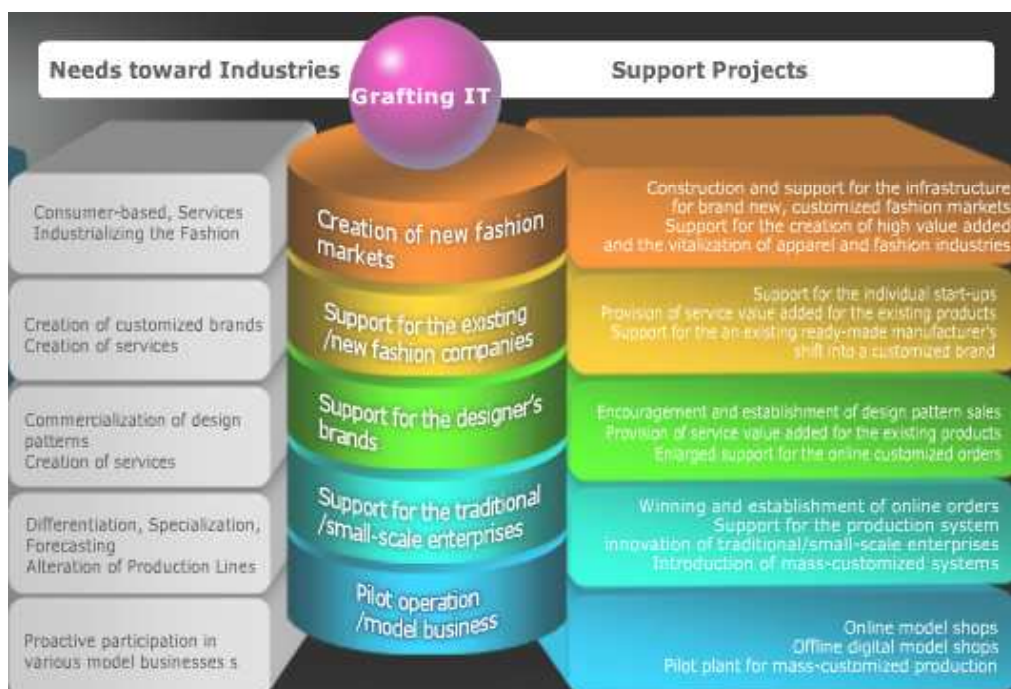 Needs toward Industries
Grafting IT
Support Projects
Consumer-based, Services
Industrializing the Fashion
Creation of new fashion
markets
Construction and support for the infrastructure
for brand new, customized fashion markets
Support for the creation of high value added
and the vitalization of apparel and fashion industries
Creation of customized brands
Creation of services
Support for the existing
/new fashion companies
Support for the individual start-ups
Provision of service value added for the existing products
Support for the an existing ready-made manufacturer's
shift into a customized brand
Commercialization of design
patterns
Creation of services
Support for the designer's
brands
Encouragement and establishment of design pattern sales
Provision of service value added for the existing products
Enlarged support for the online customized orders
Differentiation, Specialization,
Forecasting
Alteration of Production Lines
Support for the traditional
/small-scale enterprises
Winning and establishment of online orders
Support for the production system
innovation of traditional/small-scale enterprises
Introduction of mass-customized systems
Proactive participation in
various model businesses s
Pilot operation
/model business
Online model shops
Offline digital model shops
Pilot plant for mass-customized production